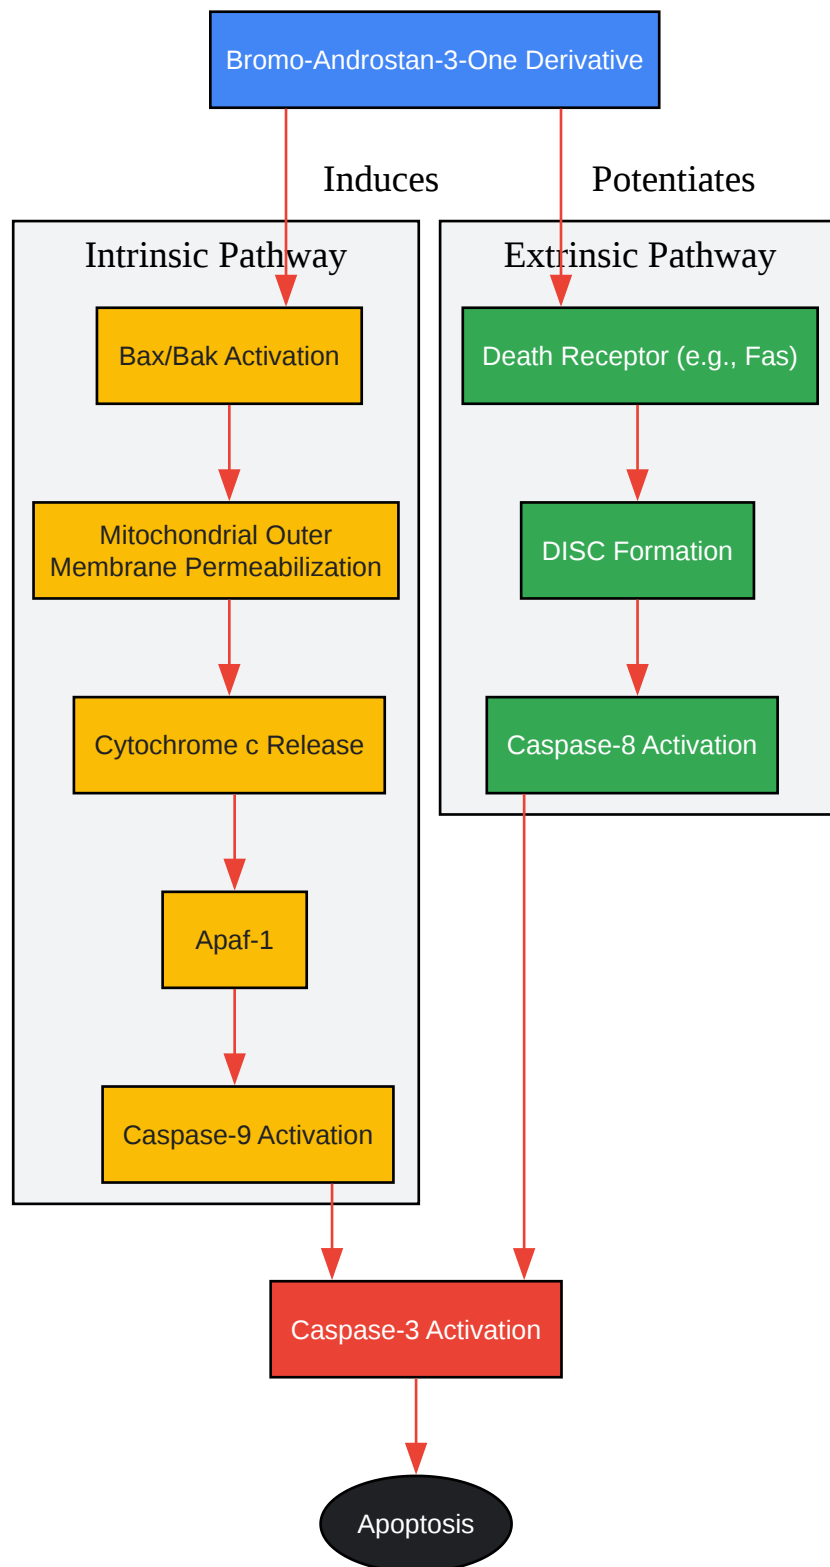 Bromo-Androstan-3-One Derivative
Induces
Potentiates
Intrinsic Pathway
Bax/Bak Activation
Mitochondrial Outer
Membrane Permeabilization
Cytochrome c Release
Apaf-1
Caspase-9 Activation
Extrinsic Pathway
Death Receptor (e.g., Fas)
DISC Formation
Caspase-8 Activation
Caspase-3 Activation
Apoptosis